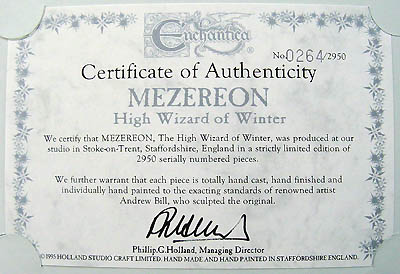 Enchantica
No.0264/2950
Certificate of Authenticity
MEZEREON
High Wizard of Winter
We certify that MEZEREON, The High Wizard of Winter, was produced at our
studio in Stoke-on-Trent, Staffordshire, England in a strictly limited edition of
2950 serially numbered pieces.
We further warrant that each piece is totally hand cast, hand finished and
individually hand painted to the exacting standards of renowned artist
Andrew Bill, who sculpted the original.
Phillip.G.Holland, Managing Director
©1995 HOLLAND STUDIO CRAFT LIMITED. HAND MADE AND HAND PAINTED IN STAFFORDSHIRE ENGLAND.